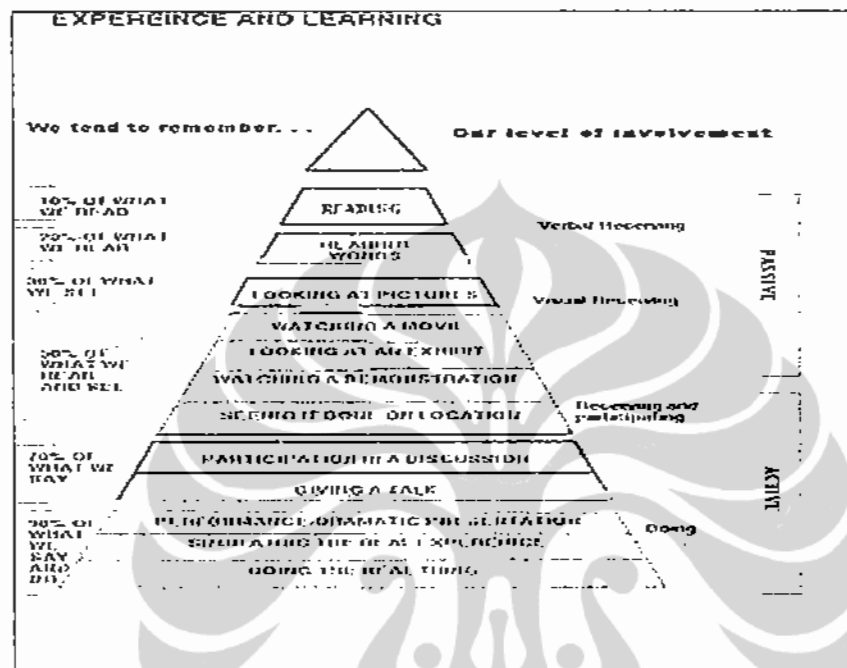 EXPEREINCE AND LEARNING
We tend to remember. . .
Our level of involvement
10% OF WHAT
WE READ
READING
Verbal Receiving
20% OF WHAT
WE HEAR
WORDS
30% OF WHAT
WE SEE
LOOKING AT PICTURES
Visual Receiving
PASSIVE
WATCHING A MOVIE
LOOKING AT AN EXHIBIT
WATCHING A DEMONSTRATION
50% OF
WHAT WE
HEAR
AND SEE
SEEING IT DONE ON LOCATION
Receiving and
participating
70% OF
WHAT WE
SAY
PARTICIPATION IN A DISCUSSION
GIVING A TALK
ACTIVE
90% OF
WHAT
WE
SAY
AND
DO
PERFORMANCE/DRAMATIC PRESENTATION
SIMULATING THE REAL EXPERIENCE
DOING THE REAL THING
Doing